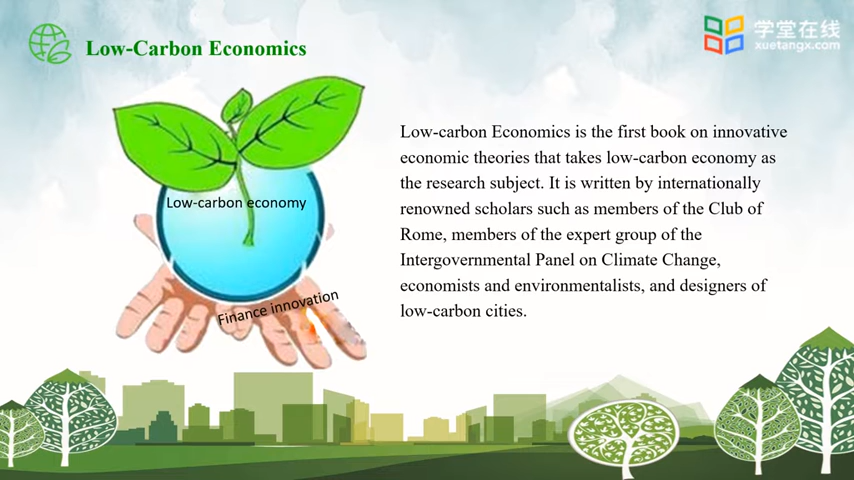 Low-Carbon Economics
学堂在线
xuetangx.com
Low-carbon economy
Finance innovation
Low-carbon Economics is the first book on innovative
economic theories that takes low-carbon economy as
the research subject. It is written by internationally
renowned scholars such as members of the Club of
Rome, members of the expert group of the
Intergovernmental Panel on Climate Change,
economists and environmentalists, and designers of
low-carbon cities.